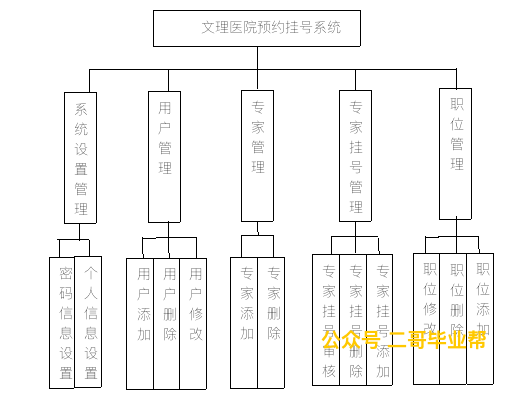 文理医院预约挂号系统
系统设置管理
用户管理
专家管理
专家挂号管理
职位管理
密码信息设置
个人信息设置
用户添加
用户删除
用户修改
专家添加
专家删除
专家挂号审核
专家挂号删除
专家挂号添加
职位修改
职位删除
职位添加
公众号 二哥毕业帮